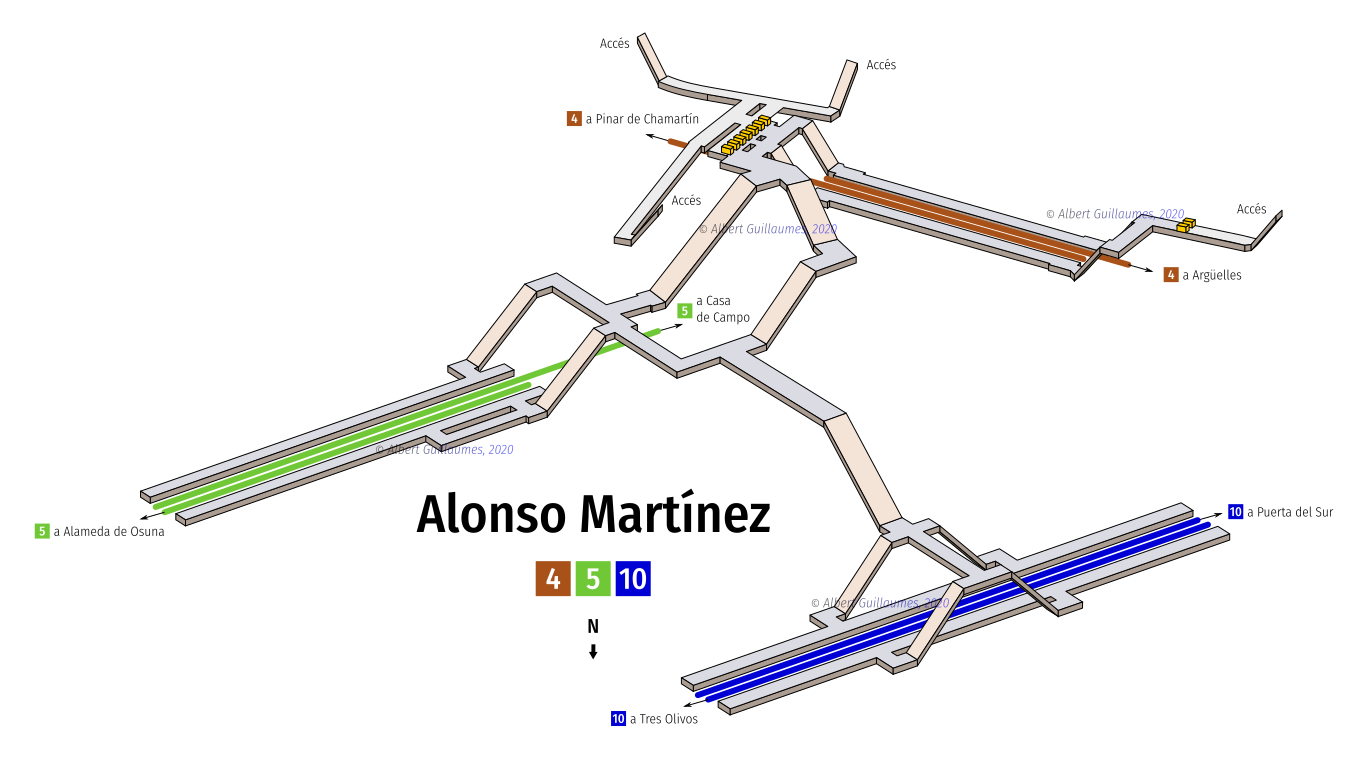 Accés
Accés
4 a Pinar de Chamartín
Accés
© Albert Guillaumes, 2020
Accés
© Albert Guillaumes, 2020
4 a Argüelles
5 a Casa
de Campo
© Albert Guillaumes, 2020
Alonso Martínez
5 a Alameda de Osuna
10 a Puerta del Sur
4 5 10
© Albert Guillaumes, 2020
N
10 a Tres Olivos